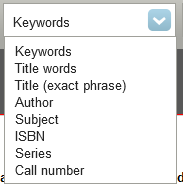 Keywords
Keywords
Title words
Title (exact phrase)
Author
Subject
ISBN
Series
Call number